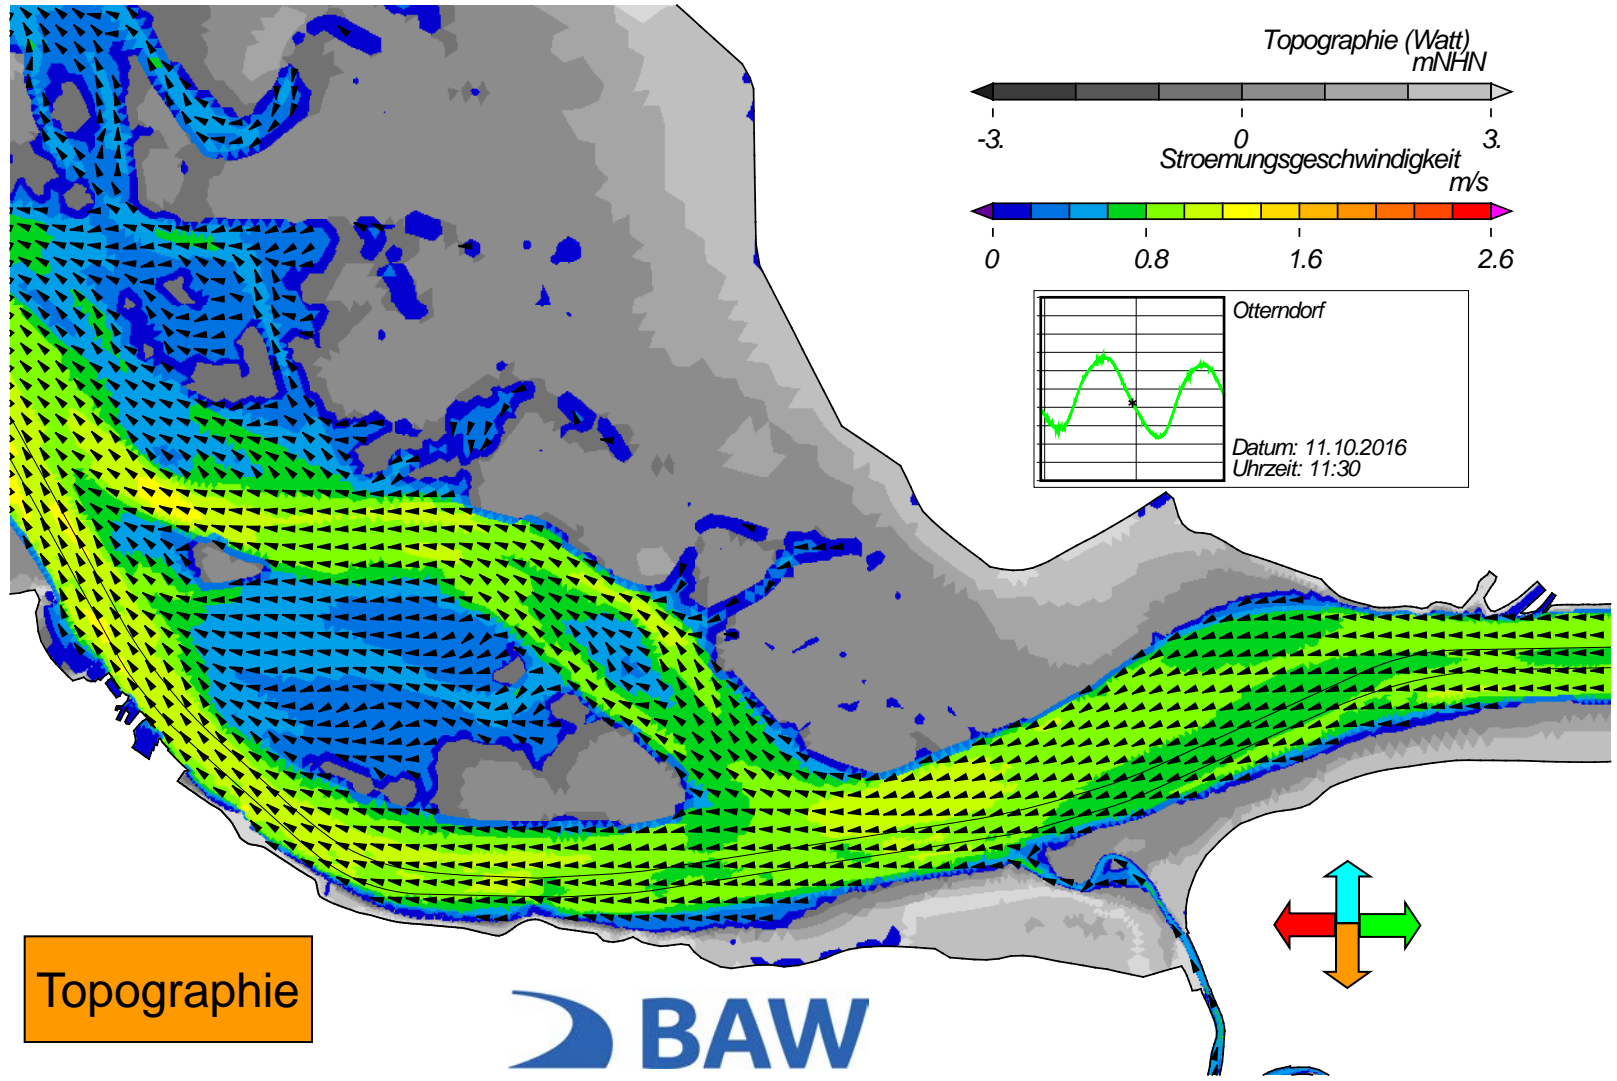 Topographie (Watt)
mNHN
-3. 0 3.
Stroemungsgeschwindigkeit
m/s
0 0.8 1.6 2.6
Otterndorf
Datum: 11.10.2016
Uhrzeit: 11:30
Topographie
BAW